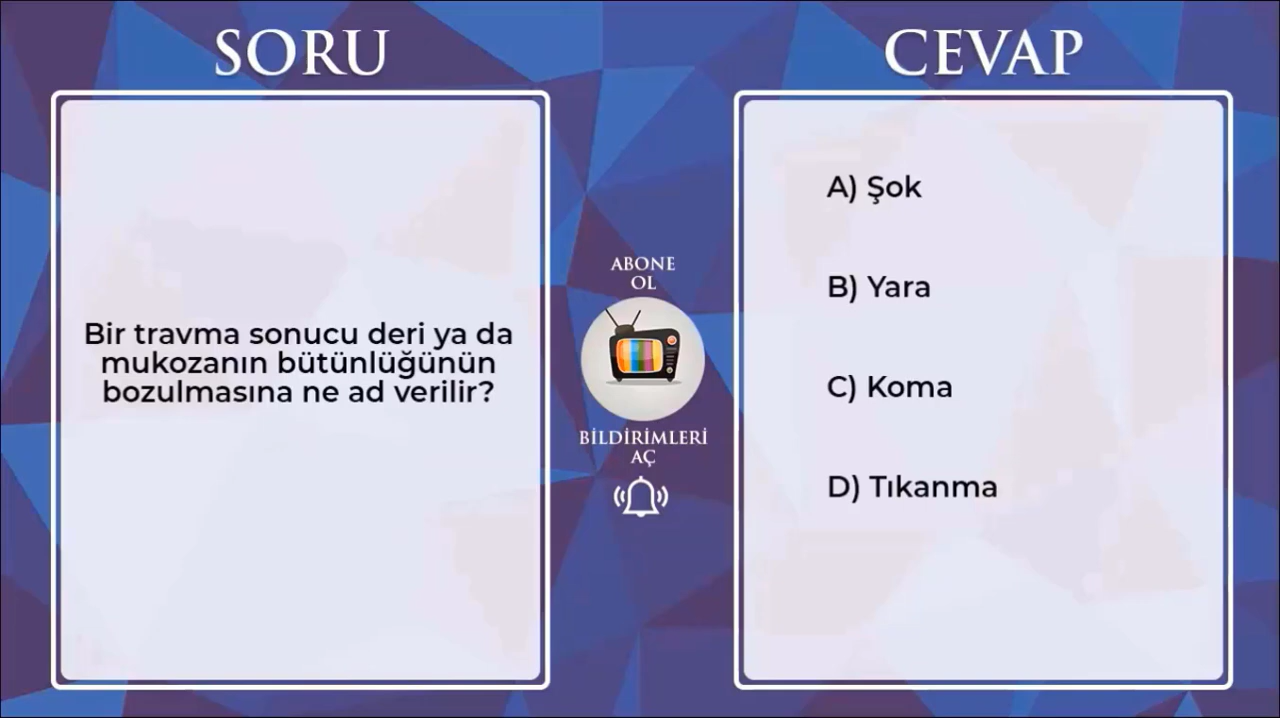 SORU
Bir travma sonucu deri ya da
mukozanın bütünlüğünün
bozulmasına ne ad verilir?
ABONE
OL
BİLDİRİMLERİ
AÇ
CEVAP
A) Şok
B) Yara
C) Koma
D) Tıkanma